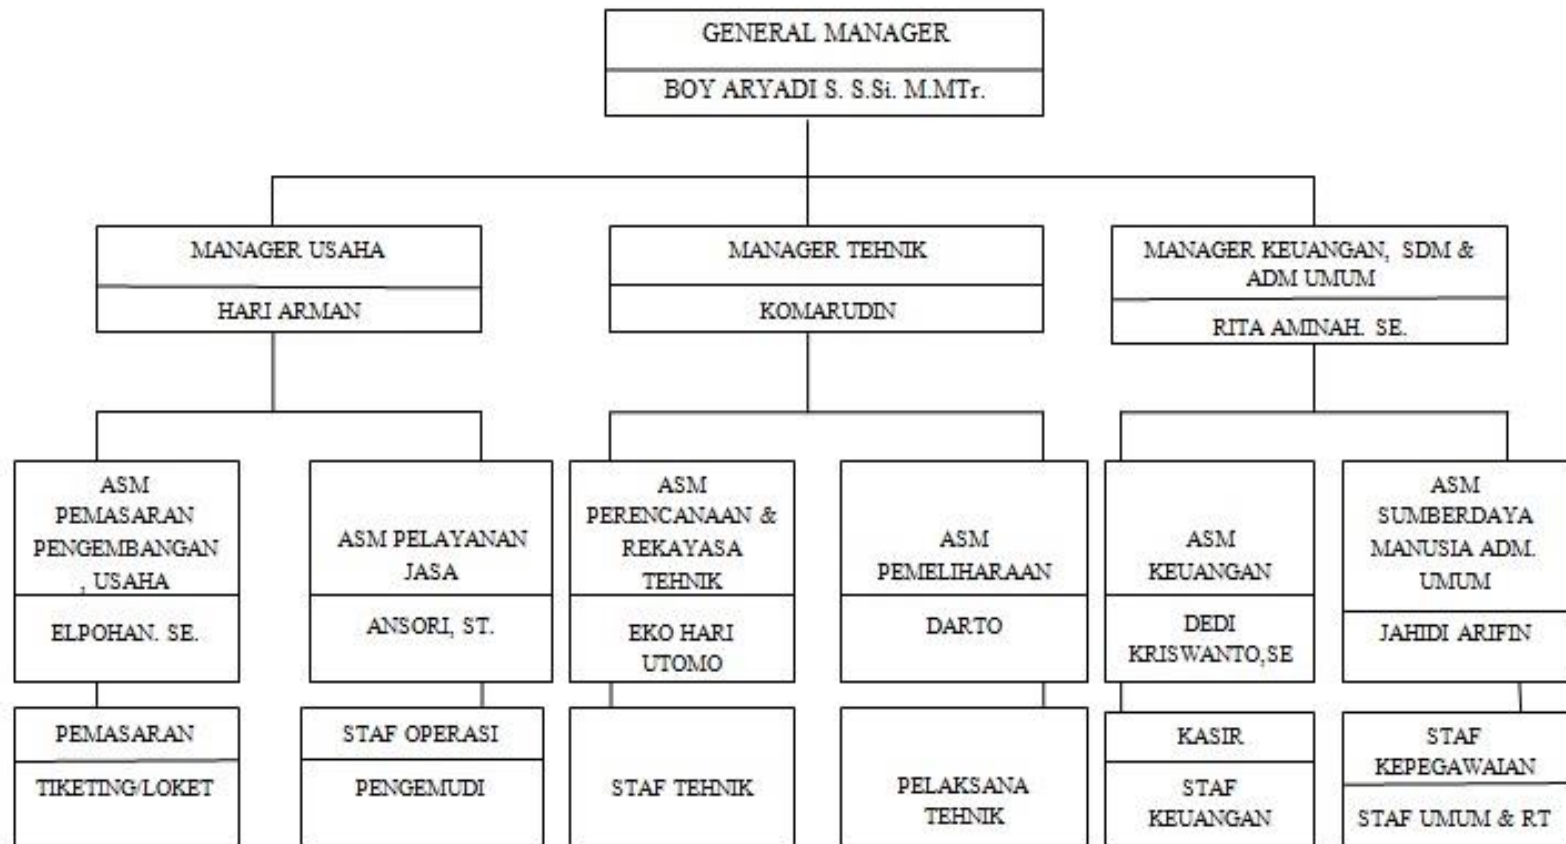 GENERAL MANAGER
BOY ARYADI S. S.Si. M.MTr.
MANAGER USAHA
HARI ARMAN
MANAGER TEHNIK
KOMARUDIN
MANAGER KEUANGAN, SDM &
ADM UMUM
RITA AMINAH. SE.
ASM
PEMASARAN
PENGEMBANGAN
, USAHA
ELPOHAN. SE.
ASM PELAYANAN
JASA
ANSORI, ST.
ASM
PERENCANAAN &
REKAYASA
TEHNIK
EKO HARI
UTOMO
ASM
PEMELIHARAAN
DARTO
ASM
KEUANGAN
DEDI
KRISWANTO,SE
ASM
SUMBERDAYA
MANUSIA ADM.
UMUM
JAHIDI ARIFIN
PEMASARAN
TIKETING/LOKET
STAF OPERASI
PENGEMUDI
STAF TEHNIK
PELAKSANA
TEHNIK
KASIR
STAF
KEUANGAN
STAF
KEPEGAWAIAN
STAF UMUM & RT